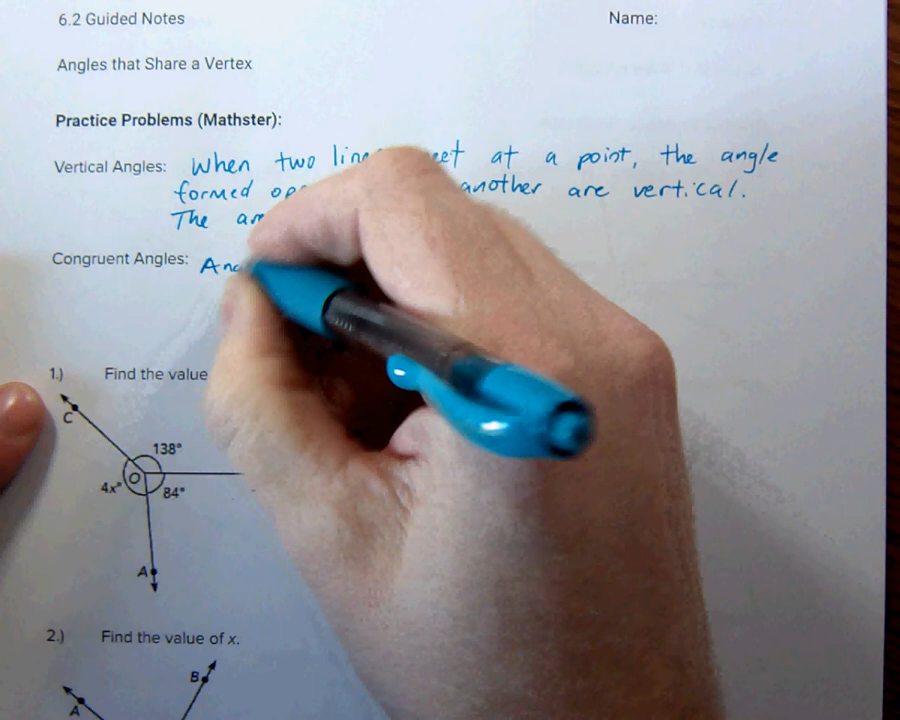 6.2 Guided Notes Name:
Angles that Share a Vertex
Practice Problems (Mathster):
Vertical Angles: When two at a point, the angle
formed another are vertical.
The
Congruent Angles:
1.) Find the value
C
138°
O
4x°
84°
A
2.) Find the value of x.
B
A